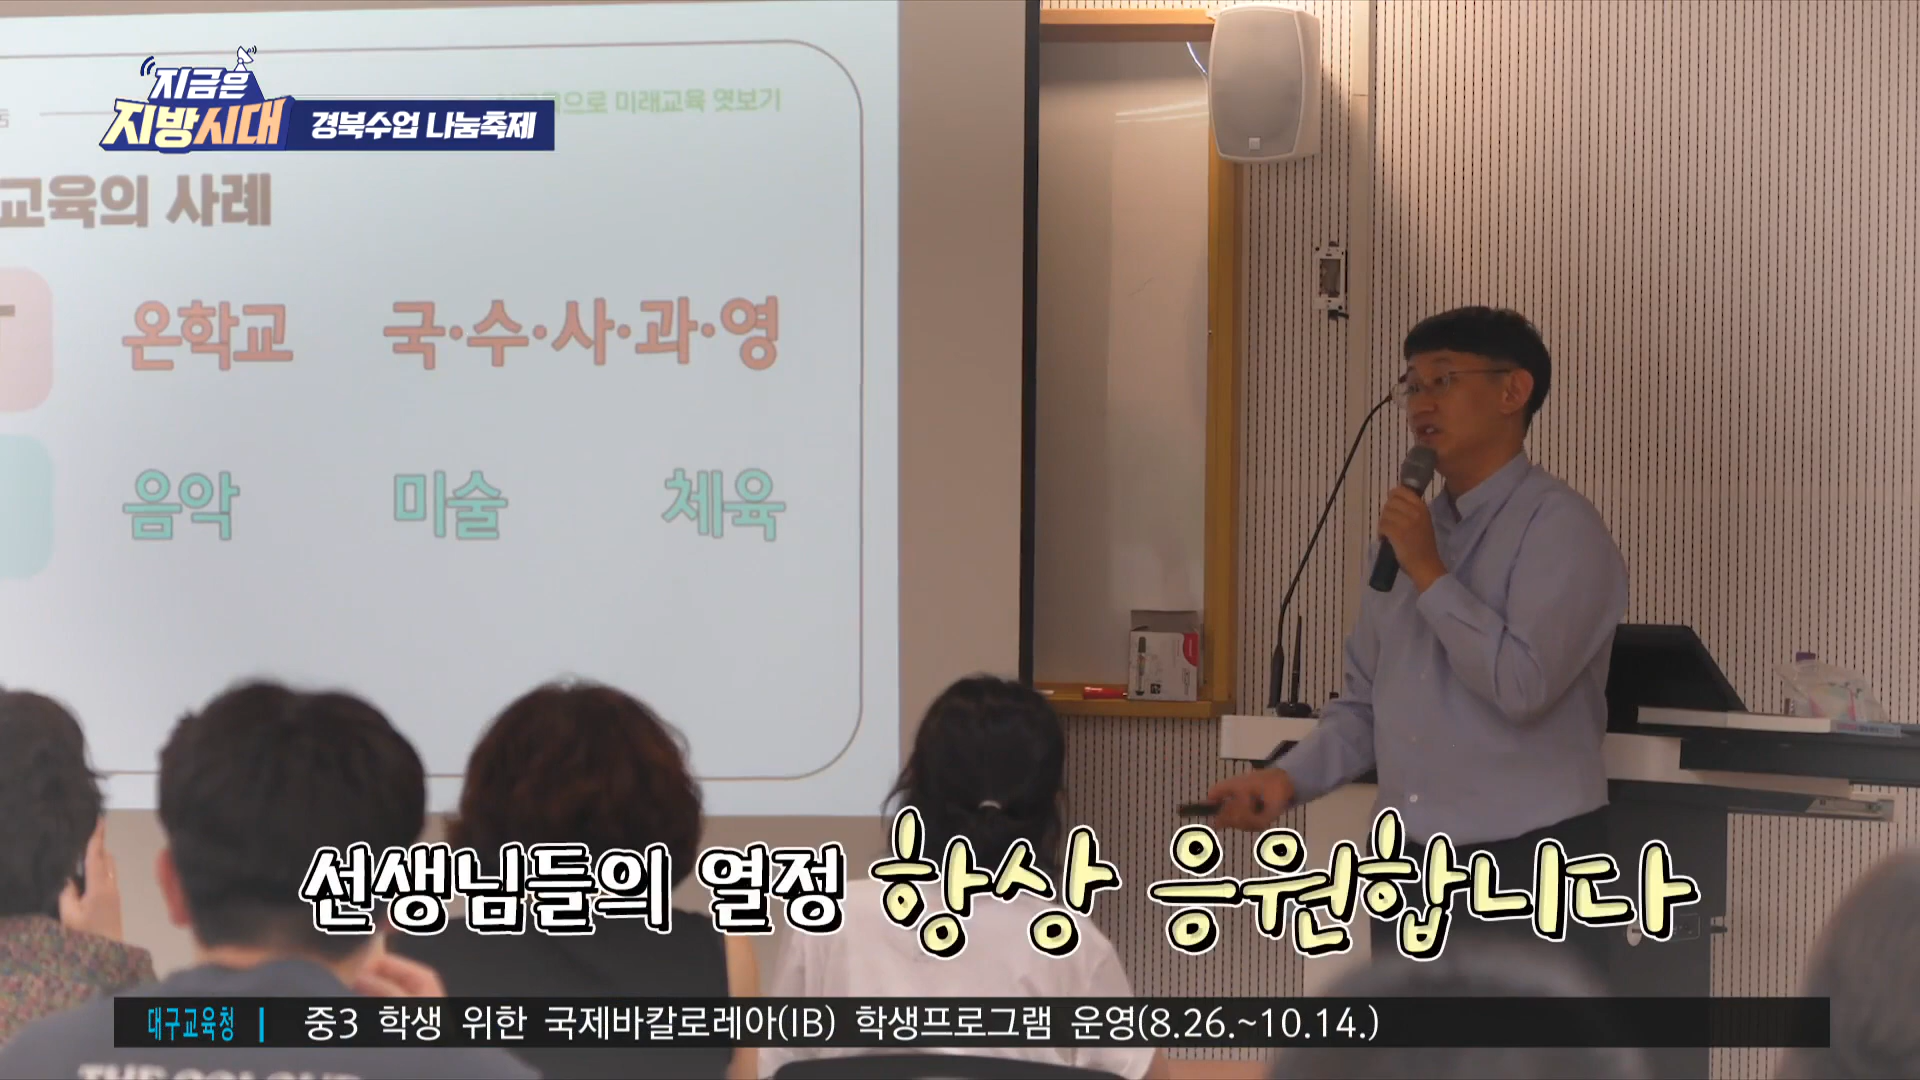 지금은
지방시대
경북수업 나눔축제
으로 미래교육 엿보기
교육의 사례
온학교 국·수·사·과·영
음악 미술 체육
선생님들의 열정 항상 응원합니다
대구교육청 | 중3 학생 위한 국제바칼로레아(IB) 학생프로그램 운영(8.26.~10.14.)